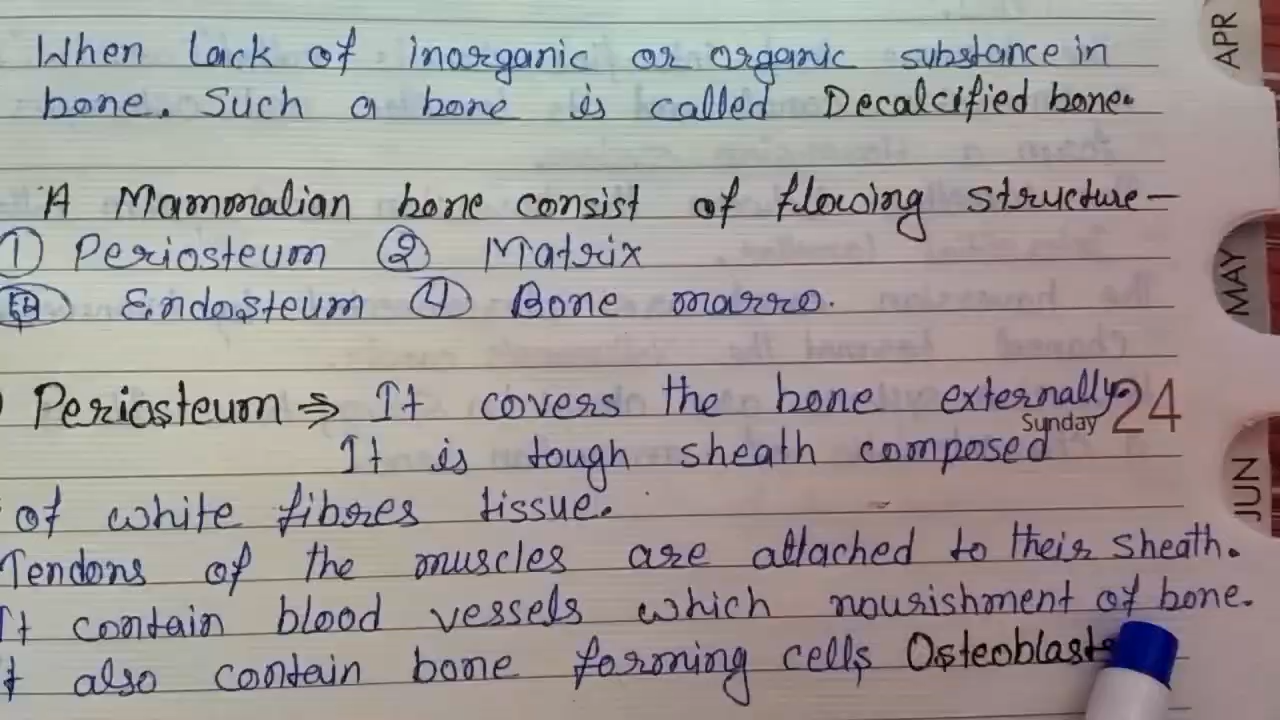 When lack of inorganic or organic substance in
bone. Such a bone is called Decalcified bone.
A Mammalian bone consist of flowing structure—
① Periosteum ② Matrix
③ Endosteum ④ Bone marro.
Periosteum ⇒ It covers the bone externally
Sunday 24
It is tough sheath composed
of white fibres tissue.
Tendons of the muscles are attached to their sheath.
It contain blood vessels which nourishment of bone.
It also contain bone forming cells Osteoblast
APR
MAY
JUN